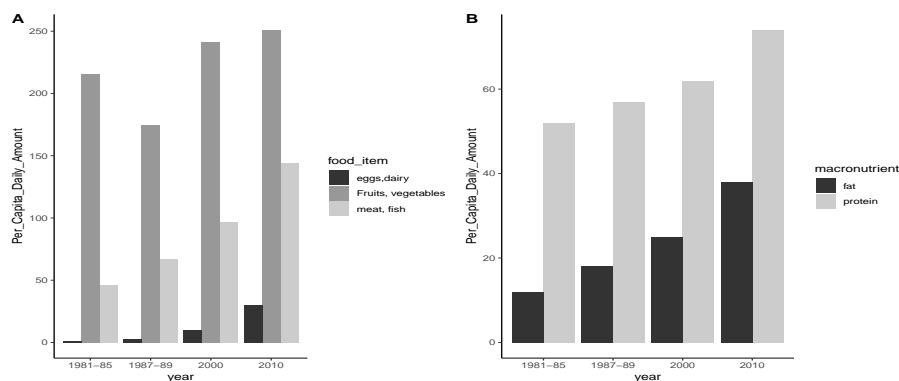 A
Per_Capita_Daily_Amount
250
200
150
100
50
0
1981−85
1987−89
2000
2010
year
food_item
eggs,dairy
Fruits, vegetables
meat, fish
B
Per_Capita_Daily_Amount
60
40
20
0
1981−85
1987−89
2000
2010
year
macronutrient
fat
protein